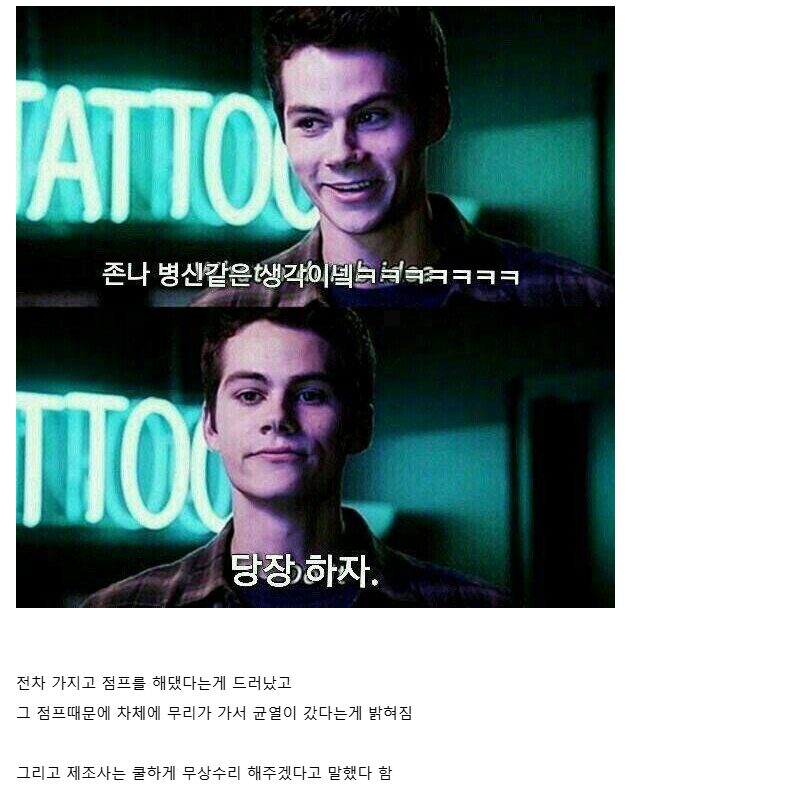 TATTOO
존나 병신같은 생각이넼ㅋㅋㅋㅋㅋㅋㅋ
TTOO
당장 하자.
전차 가지고 점프를 해댔다는게 드러났고
그 점프때문에 차체에 무리가 가서 균열이 갔다는게 밝혀짐
그리고 제조사는 쿨하게 무상수리 해주겠다고 말했다 함